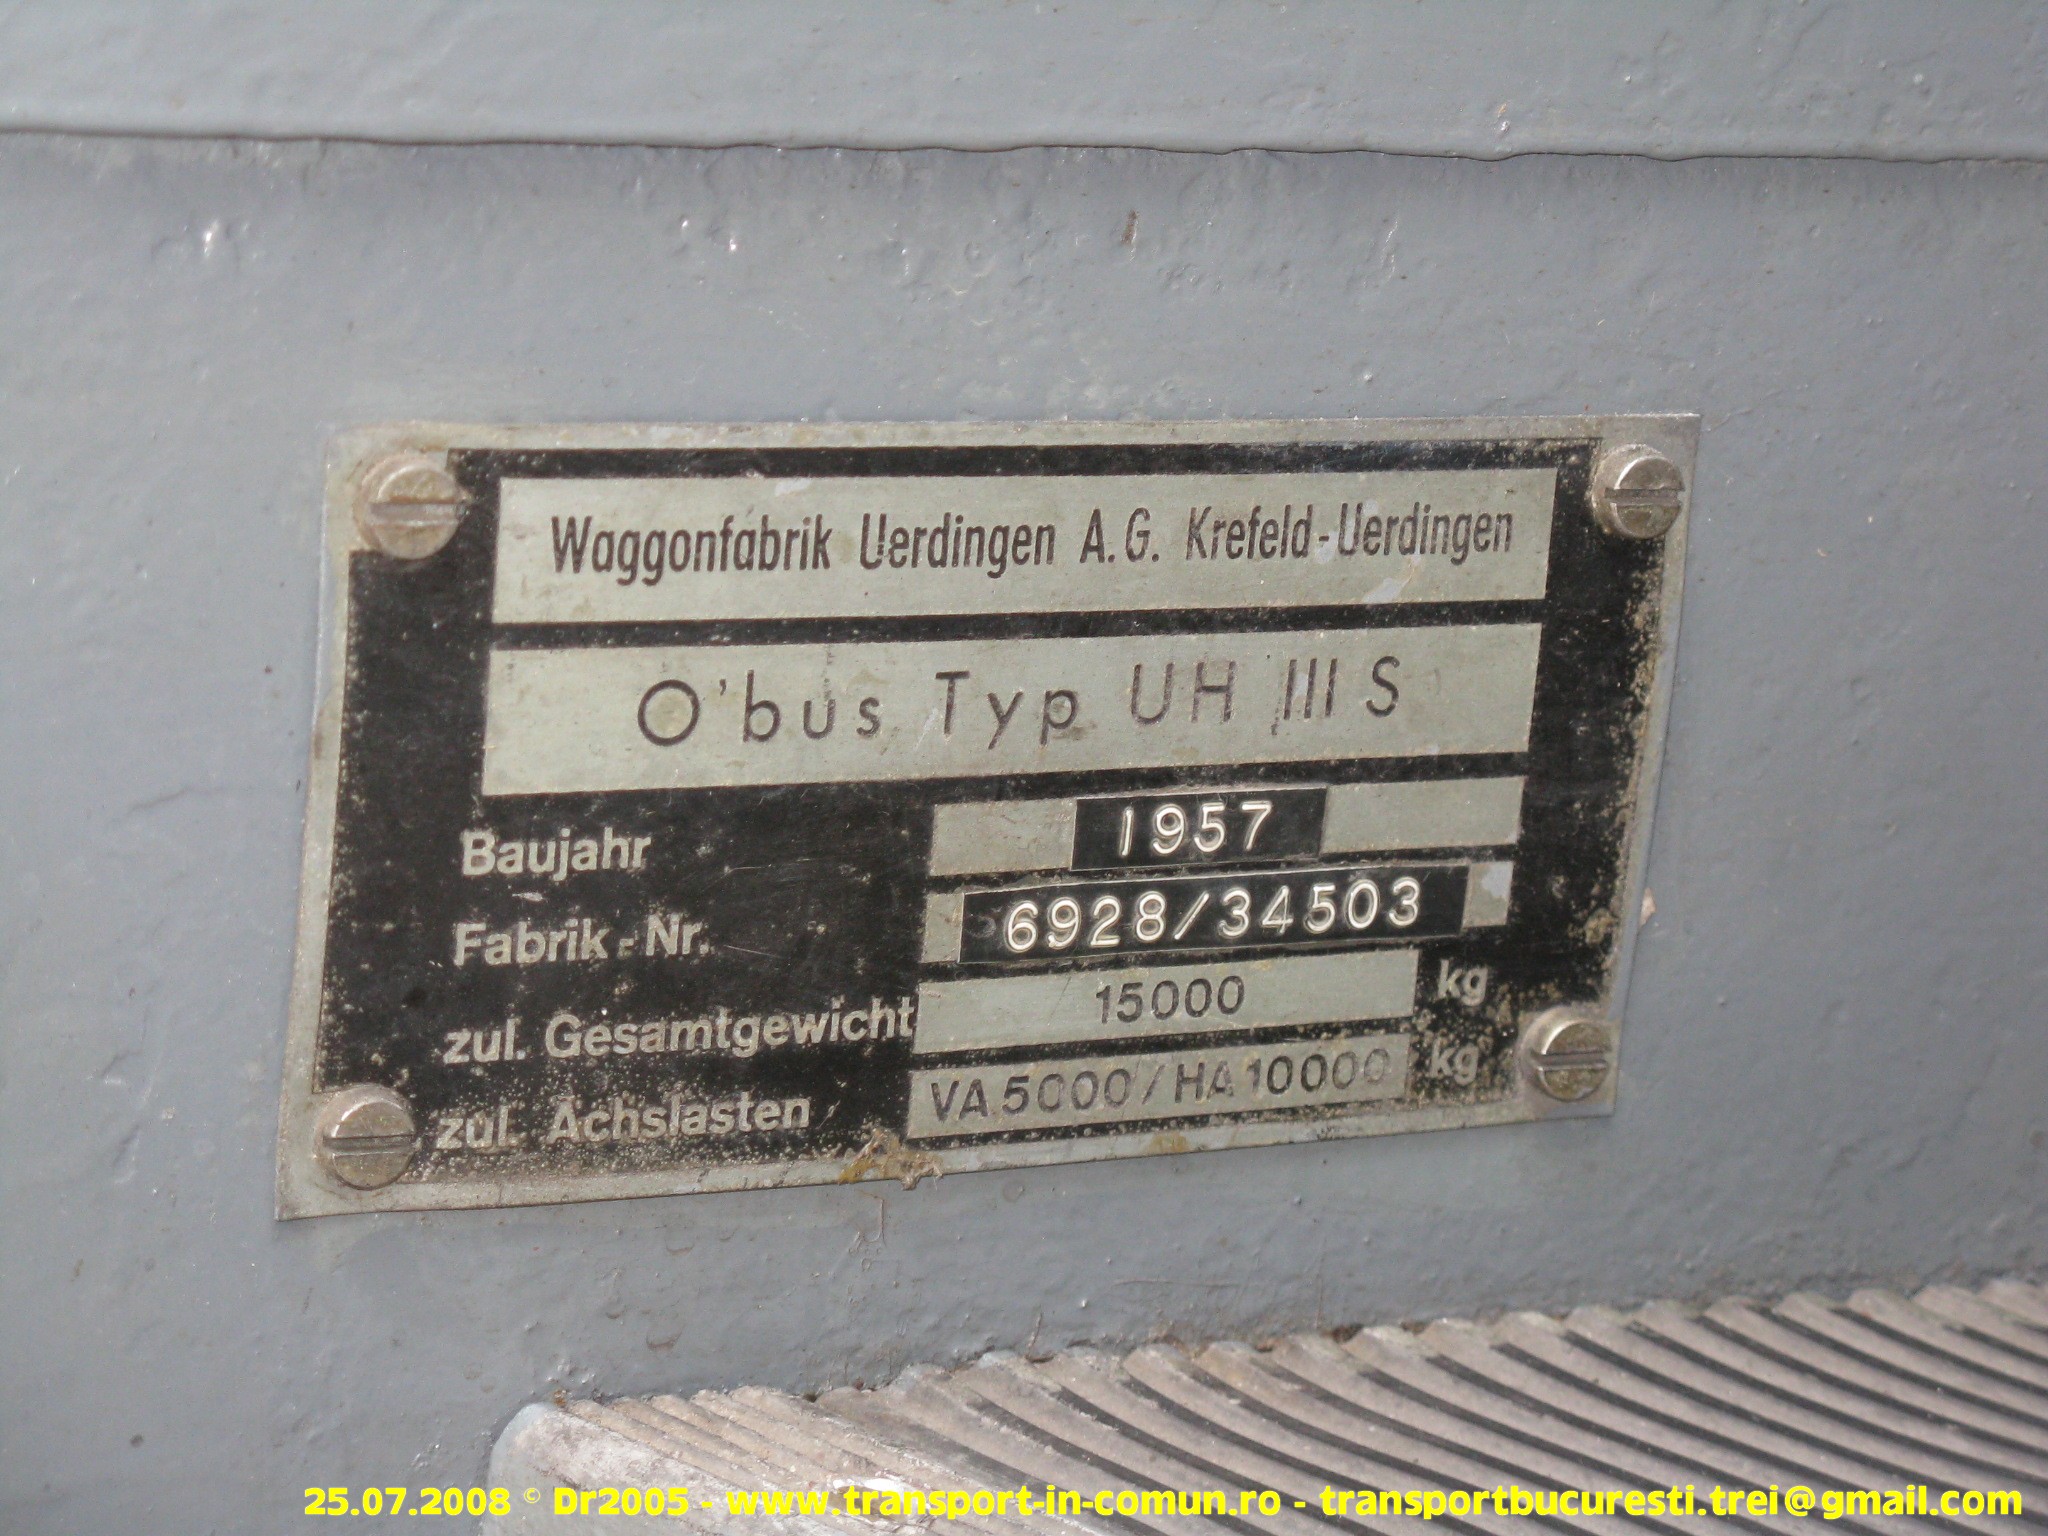 Waggonfabrik Uerdingen A.G. Krefeld-Uerdingen
O'bus Typ UH III S
Baujahr 1957
Fabrik-Nr. 6928/34503
zul. Gesamtgewicht 15000 kg
zul. Achslasten VA 5000/HA 10000 kg
25.07.2008 © Dr2005 - www.transport-in-comun.ro - transportbucuresti.trei@gmail.com